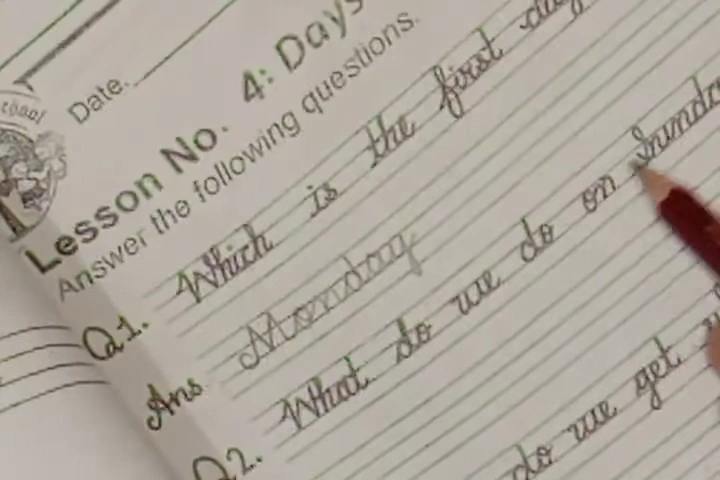 chool
Date.
Lesson No. 4: Days
Answer the following questions.
Q1. Which is the first day
Ans Monday
Q2. What do we do on
do we get